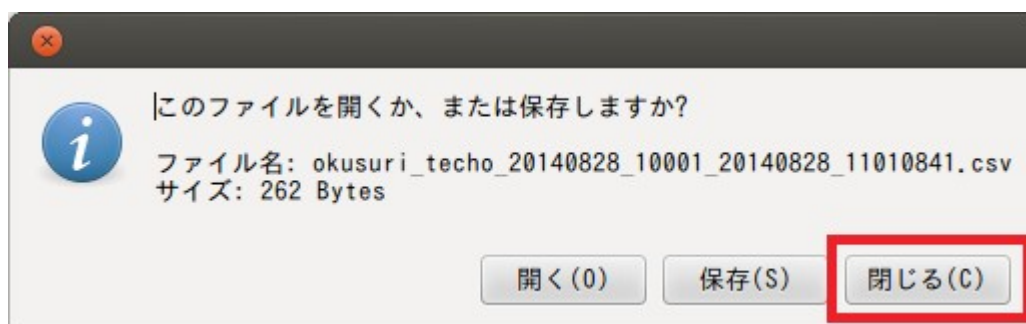 このファイルを開くか、または保存しますか?
ファイル名: okusuri_techo_20140828_10001_20140828_11010841.csv
サイズ: 262 Bytes
開く(O) 保存(S) 閉じる(C)